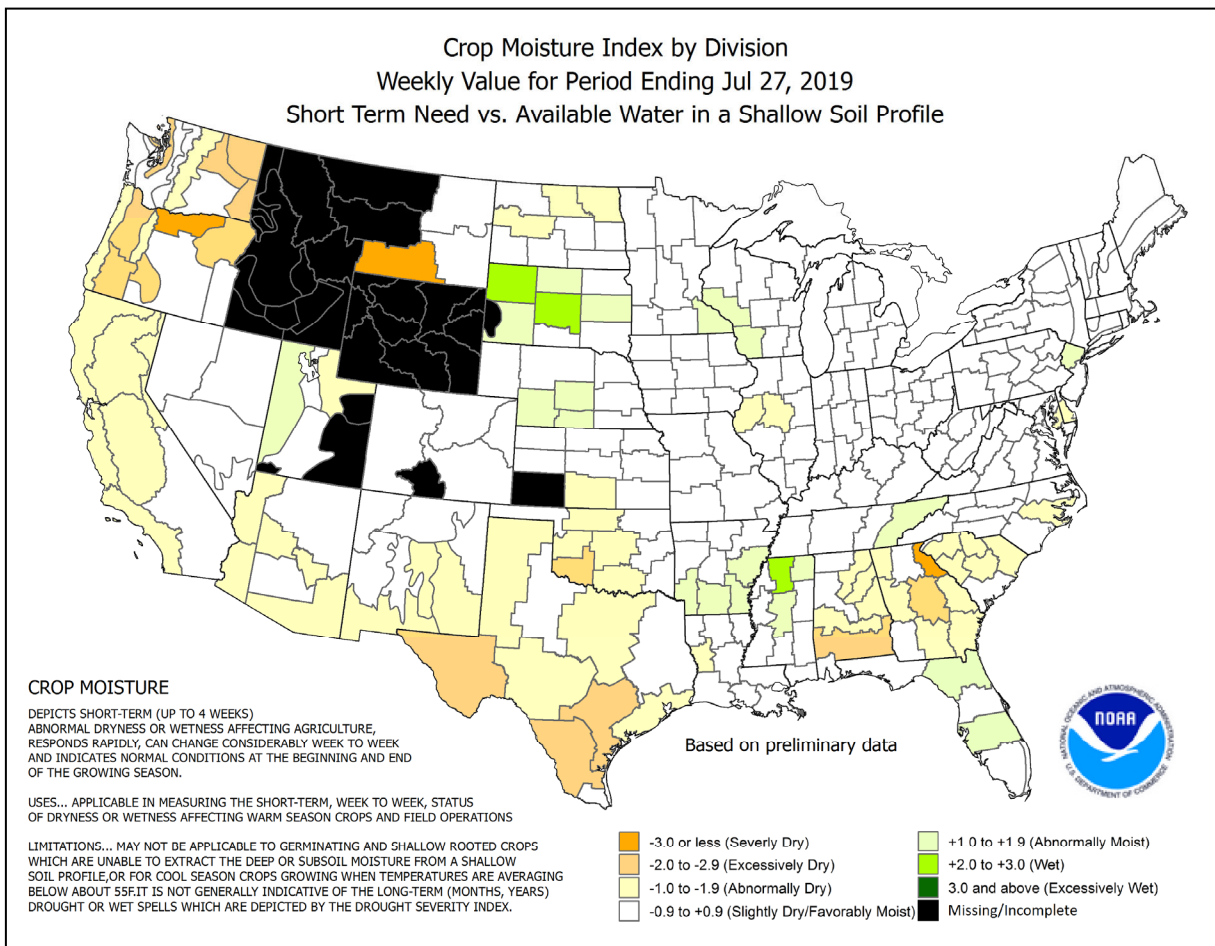 Crop Moisture Index by Division
Weekly Value for Period Ending Jul 27, 2019
Short Term Need vs. Available Water in a Shallow Soil Profile
CROP MOISTURE
DEPICTS SHORT-TERM (UP TO 4 WEEKS)
ABNORMAL DRYNESS OR WETNESS AFFECTING AGRICULTURE,
RESPONDS RAPIDLY, CAN CHANGE CONSIDERABLY WEEK TO WEEK
AND INDICATES NORMAL CONDITIONS AT THE BEGINNING AND END
OF THE GROWING SEASON.
USES... APPLICABLE IN MEASURING THE SHORT-TERM, WEEK TO WEEK, STATUS
OF DRYNESS OR WETNESS AFFECTING WARM SEASON CROPS AND FIELD OPERATIONS
LIMITATIONS... MAY NOT BE APPLICABLE TO GERMINATING AND SHALLOW ROOTED CROPS
WHICH ARE UNABLE TO EXTRACT THE DEEP OR SUBSOIL MOISTURE FROM A SHALLOW
SOIL PROFILE,OR FOR COOL SEASON CROPS GROWING WHEN TEMPERATURES ARE AVERAGING
BELOW ABOUT 55F.IT IS NOT GENERALLY INDICATIVE OF THE LONG-TERM (MONTHS, YEARS)
DROUGHT OR WET SPELLS WHICH ARE DEPICTED BY THE DROUGHT SEVERITY INDEX.
Based on preliminary data
NATIONAL OCEANIC AND ATMOSPHERIC ADMINISTRATION
NOAA
U.S. DEPARTMENT OF COMMERCE
-3.0 or less (Severly Dry)
-2.0 to -2.9 (Excessively Dry)
-1.0 to -1.9 (Abnormally Dry)
-0.9 to +0.9 (Slightly Dry/Favorably Moist)
+1.0 to +1.9 (Abnormally Moist)
+2.0 to +3.0 (Wet)
3.0 and above (Excessively Wet)
Missing/Incomplete